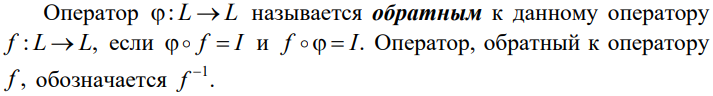 Оператор φ : L → L называется обратным к данному оператору
f : L → L, если φ ∘ f = I и f ∘ φ = I. Оператор, обратный к оператору
f, обозначается f⁻¹.